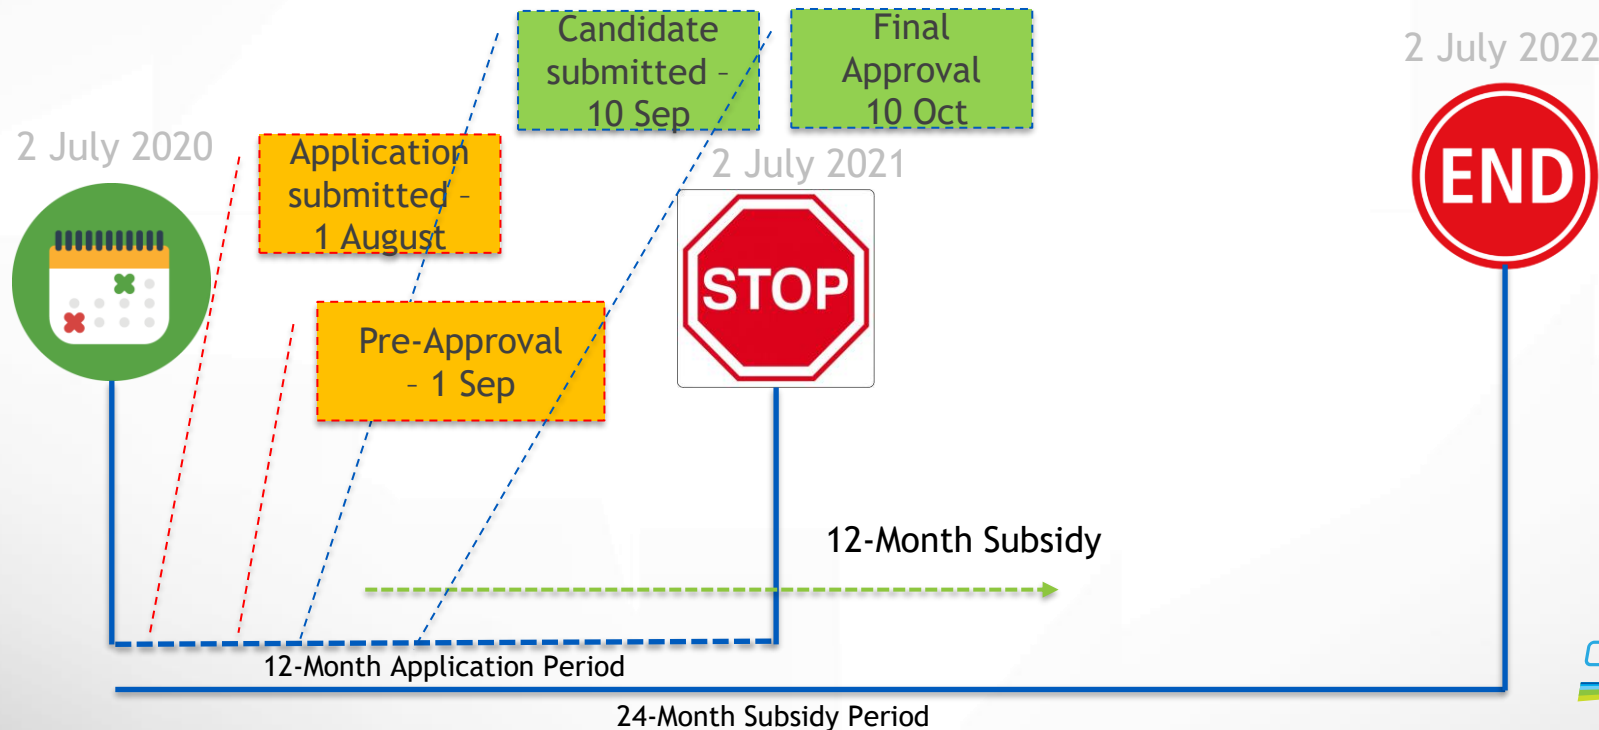 Candidate
submitted –
10 Sep
Final
Approval
10 Oct
2 July 2022
2 July 2020
Application
submitted –
1 August
2 July 2021
END
STOP
Pre-Approval
– 1 Sep
12-Month Subsidy
12-Month Application Period
24-Month Subsidy Period